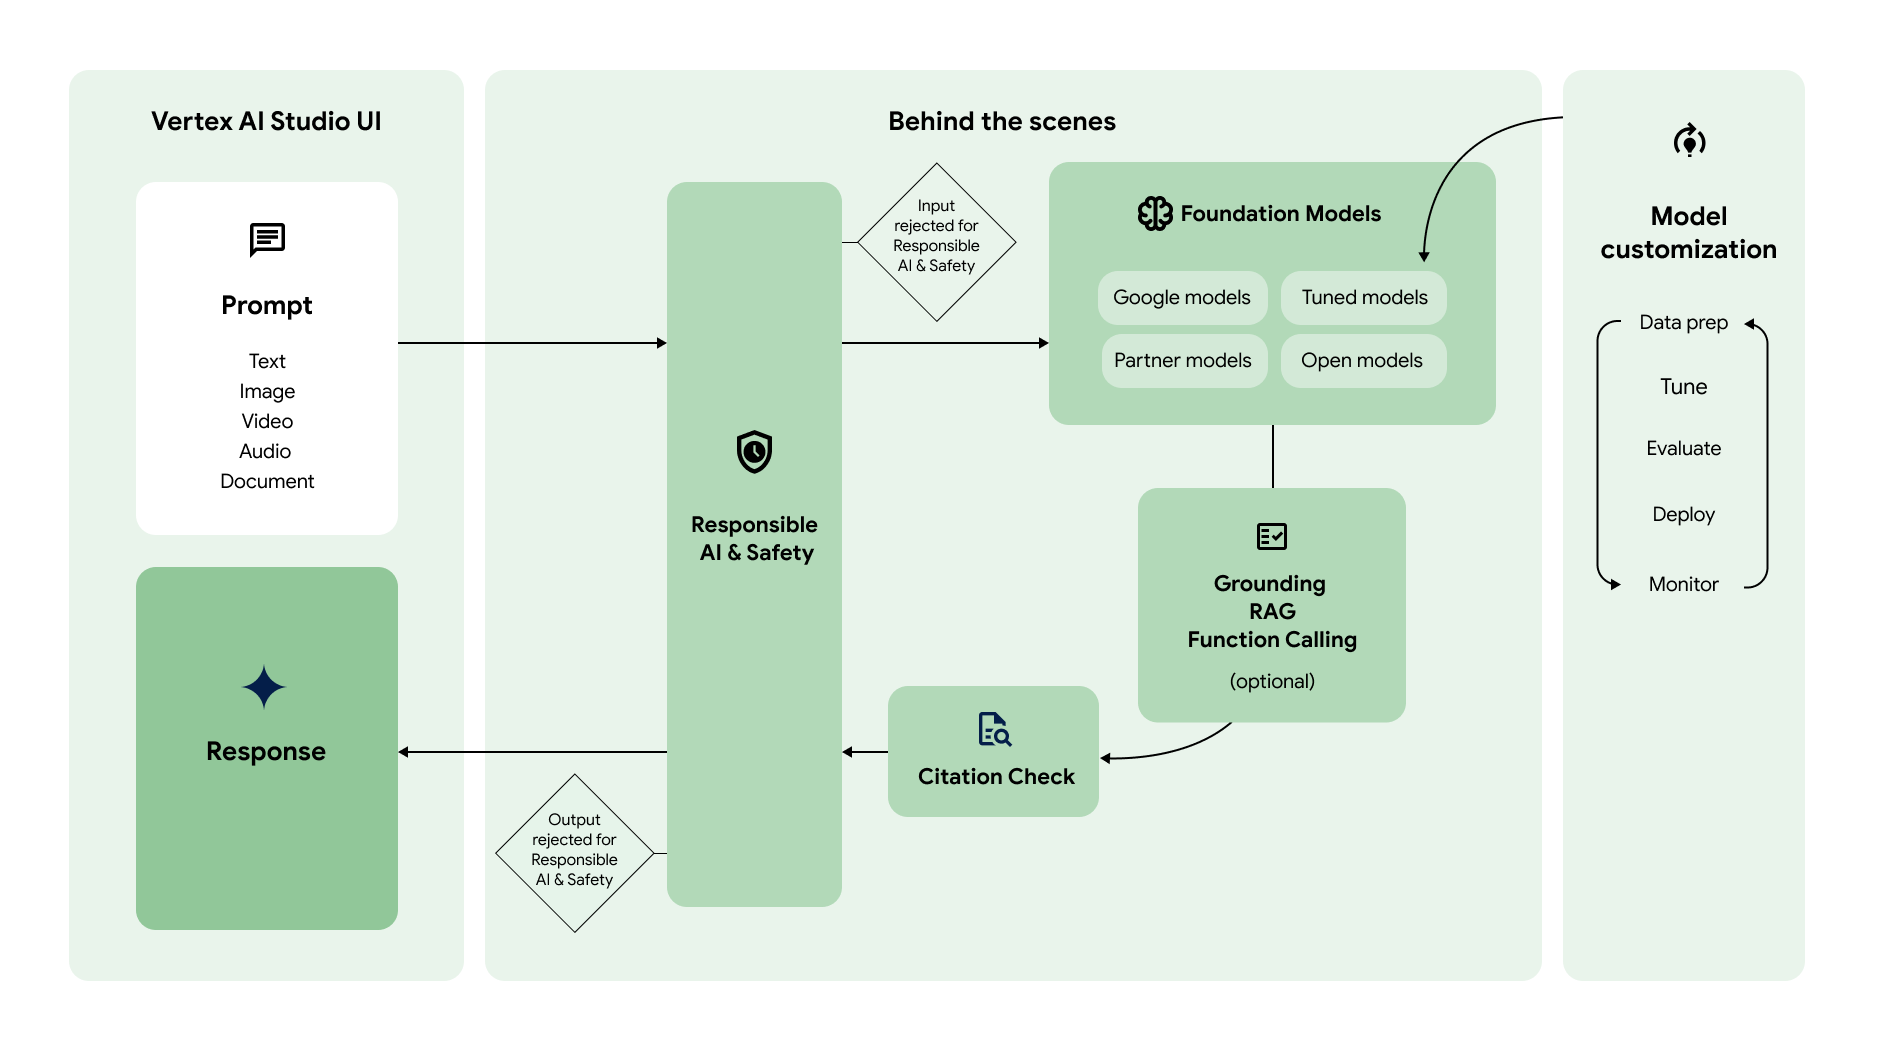 Vertex AI Studio UI
Prompt
Text
Image
Video
Audio
Document
Response
Behind the scenes
Responsible
AI & Safety
Input
rejected for
Responsible
AI & Safety
Output
rejected for
Responsible
AI & Safety
Foundation Models
Google models
Tuned models
Partner models
Open models
Grounding
RAG
Function Calling
(optional)
Citation Check
Model
customization
Data prep
Tune
Evaluate
Deploy
Monitor